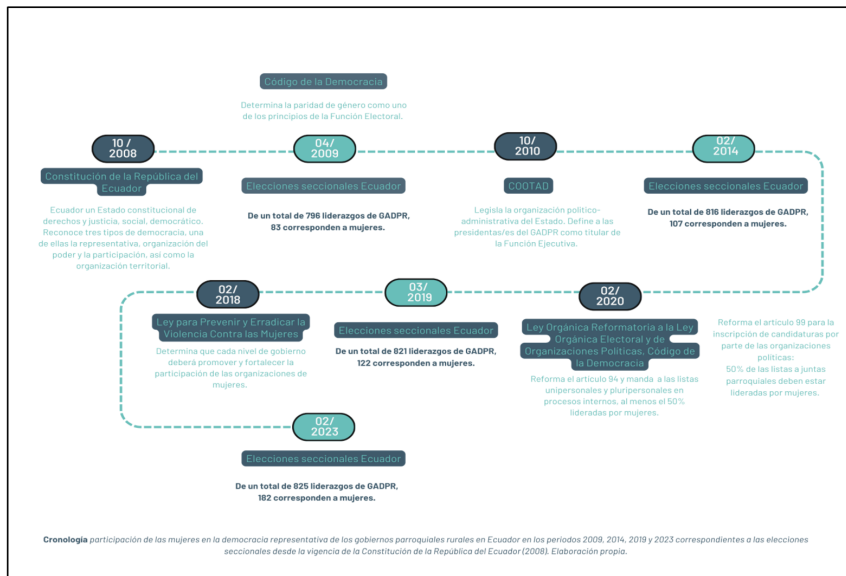 Código de la Democracia
Determina la paridad de género como uno
de los principios de la Función Electoral.
10/
2008
04/
2009
10/
2010
02/
2014
Constitución de la República del
Ecuador
Ecuador un Estado constitucional de
derechos y justicia, social, democrático.
Reconoce tres tipos de democracia, una
de ellas la representativa, organización del
poder y la participación, asi como la
organización territorial.
Elecciones seccionales Ecuador
De un total de 796 liderazgos de GADPR,
83 corresponden a mujeres.
COOTAD
Legisla la organización político-
administrativa del Estado. Define a las
presidentas/es del GADPR como titular de
la Función Ejecutiva.
Elecciones seccionales Ecuador
De un total de 816 liderazgos de GADPR,
107 corresponden a mujeres.
02/
2018
03/
2019
02/
2020
Ley para Prevenir y Erradicar la
Violencia Contra las Mujeres
Determina que cada nivel de gobierno
deberá promover y fortalecer la
participación de las organizaciones de
mujeres.
Elecciones seccionales Ecuador
De un total de 821 liderazgos de GADPR,
122 corresponden a mujeres.
Ley Orgánica Reformatoria a la Ley
Orgánica Electoral y de
Organizaciones Políticas, Código de
la Democracia
Reforma el artículo 94 y manda a las listas
unipersonales y pluripersonales en
procesos internos, al menos el 50%
lideradas por mujeres.
Reforma el artículo 99 para la
inscripción de candidaturas por
parte de las organizaciones
políticas:
50% de las listas a juntas
parroquiales deben estar
lideradas por mujeres.
02/
2023
Elecciones seccionales Ecuador
De un total de 825 liderazgos de GADPR,
182 corresponden a mujeres.
Cronología participación de las mujeres en la democracia representativa de los gobiernos parroquiales rurales en Ecuador en los periodos 2009, 2014, 2019 y 2023 correspondientes a las elecciones
seccionales desde la vigencia de la Constitución de la República del Ecuador (2008). Elaboración propia.